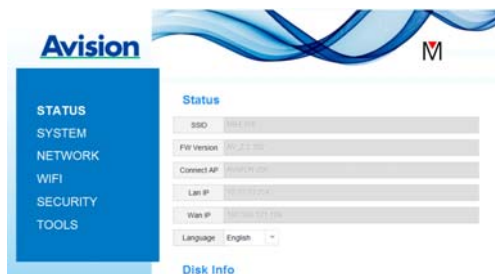 Avision
M
STATUS
SYSTEM
NETWORK
WIFI
SECURITY
TOOLS
Status
SSID
FW Version
Connect AP
Lan IP
Wan IP
Language English
Disk Info